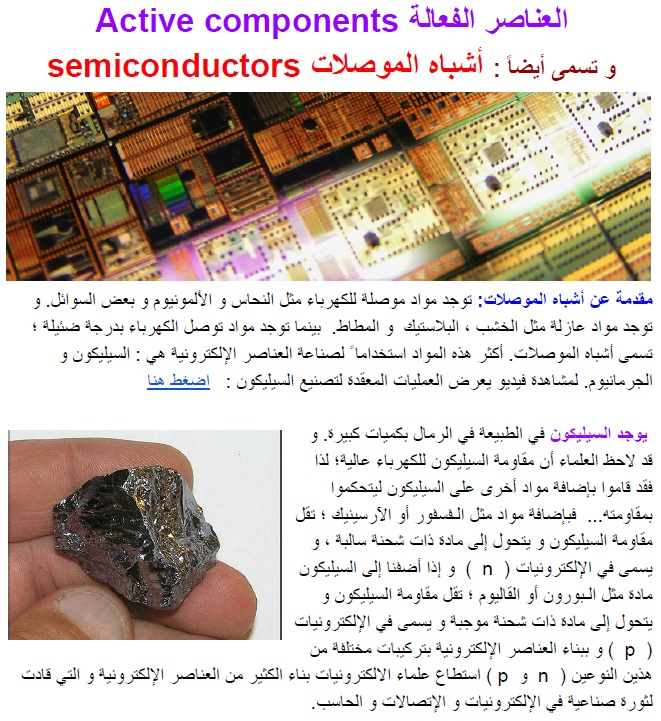 العناصر الفعالة Active components
و تسمى أيضاً : أشباه الموصلات semiconductors
مقدمة عن أشباه الموصلات: توجد مواد موصلة للكهرباء مثل النحاس و الألمونيوم و بعض السوائل. و
توجد مواد عازلة مثل الخشب ، البلاستيك و المطاط. بينما توجد مواد توصل الكهرباء بدرجة ضئيلة ؛
تسمى أشباه الموصلات. أكثر هذه المواد استخداماً لصناعة العناصر الإلكترونية هي : السيليكون و
الجرمانيوم. لمشاهدة فيديو يعرض العمليات المعقدة لتصنيع السيليكون : اضغط هنا
يوجد السيليكون في الطبيعة في الرمال بكميات كبيرة. و
قد لاحظ العلماء أن مقاومة السيليكون للكهرباء عالية؛ لذا
فقد قاموا بإضافة مواد أخرى على السيليكون ليتحكموا
بمقاومته... فبإضافة مواد مثل الـفسفور أو الآرسينيك ؛ تقل
مقاومة السيليكون و يتحول إلى مادة ذات شحنة سالبة ، و
يسمى في الإلكترونيات ( n ) و إذا أضفنا إلى السيليكون
مادة مثل الـبورون أو القاليوم ؛ تقل مقاومة السيليكون و
يتحول إلى مادة ذات شحنة موجبة و يسمى في الإلكترونيات
( p ) و ببناء العناصر الإلكترونية بتركيبات مختلفة من
هذين النوعين ( n و p ) استطاع علماء الالكترونيات بناء الكثير من العناصر الإلكترونية و التي قادت
لثورة صناعية في الإلكترونيات و الإتصالات و الحاسب.